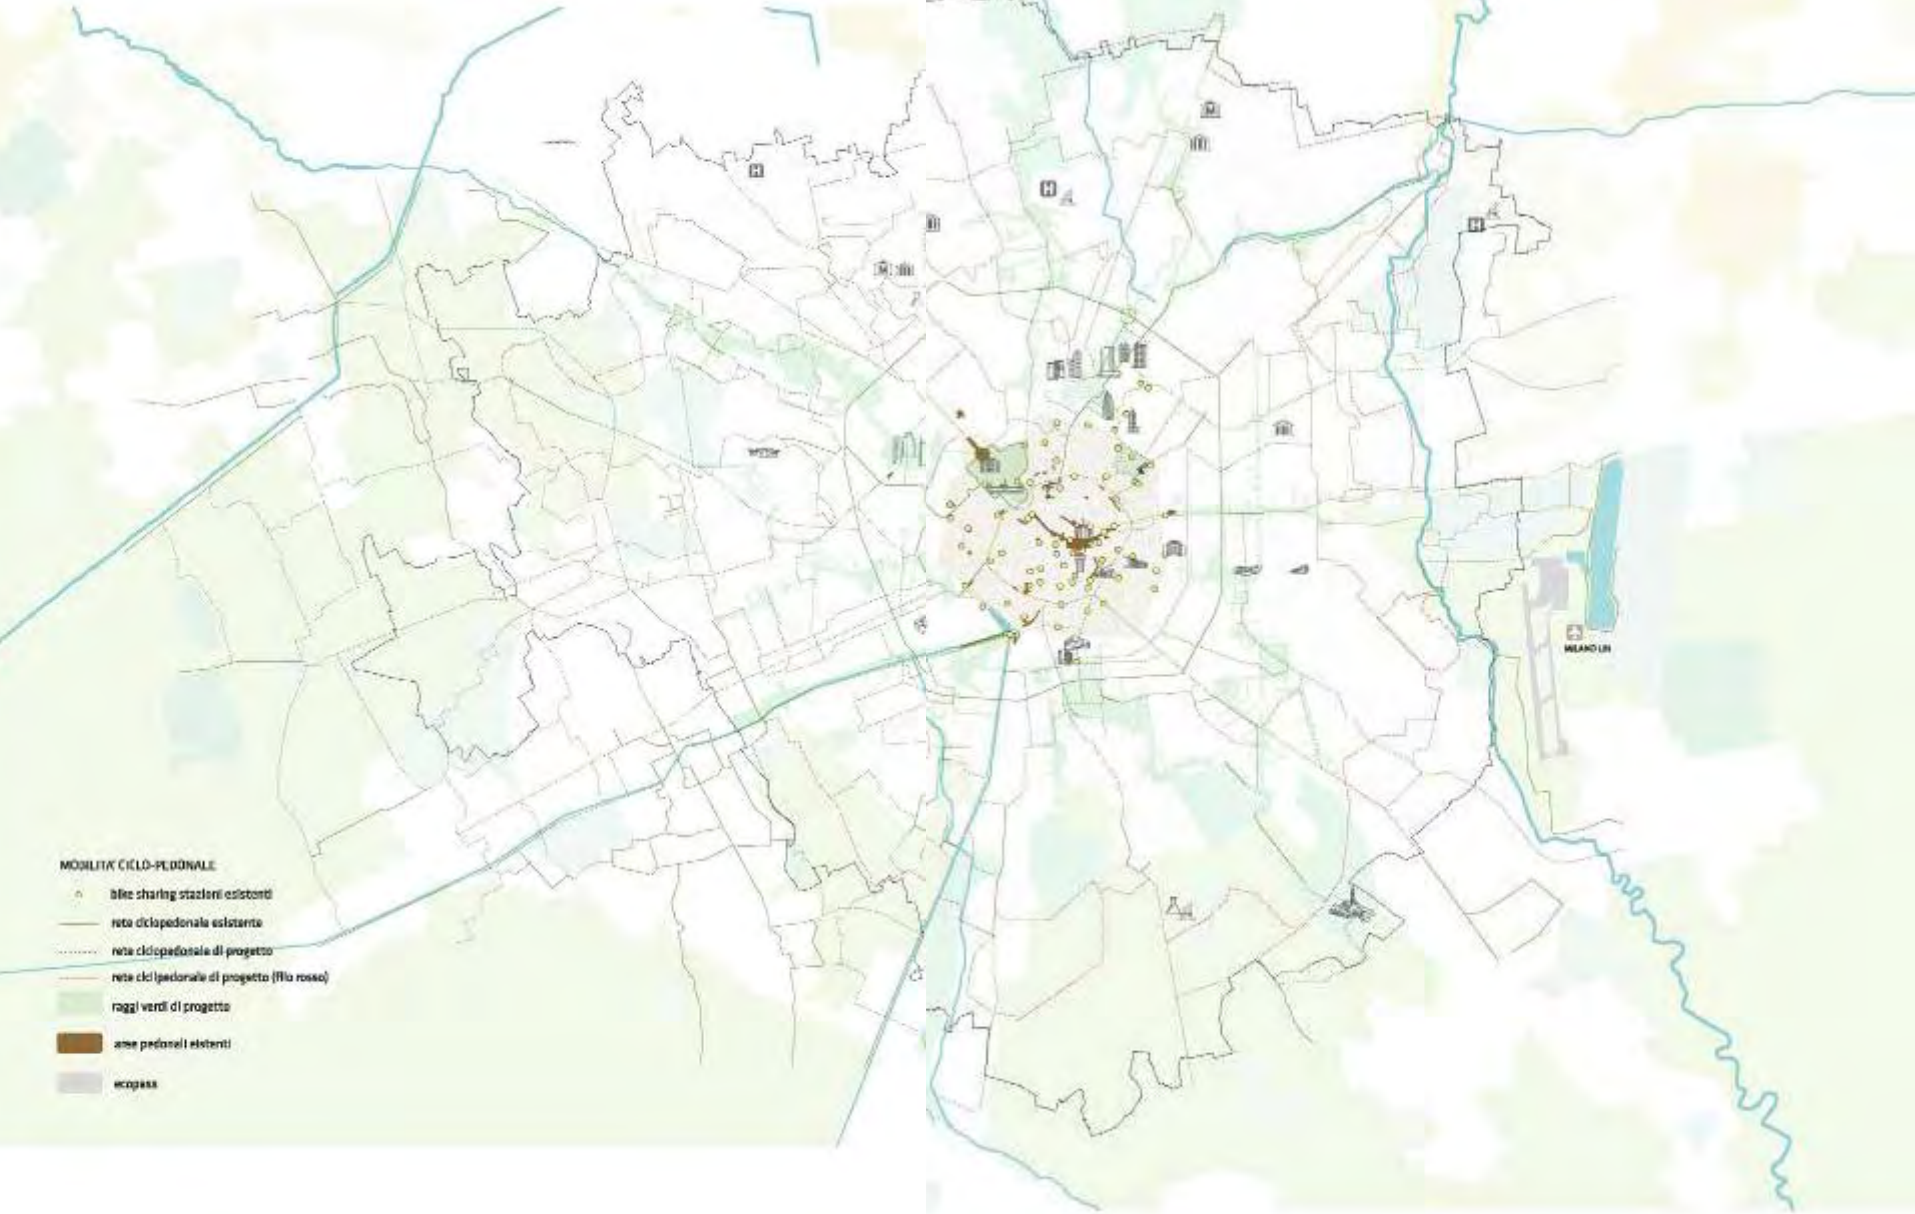 MOBILITA' CICLO-PEDONALE
bike sharing stazioni esistenti
rete ciclopedonale esistente
rete ciclopedonale di progetto
rete ciclipedonale di progetto (filo rosso)
raggi verdi di progetto
aree pedonali eistenti
ecopass
MILANO LIN
H
H
H
M
M